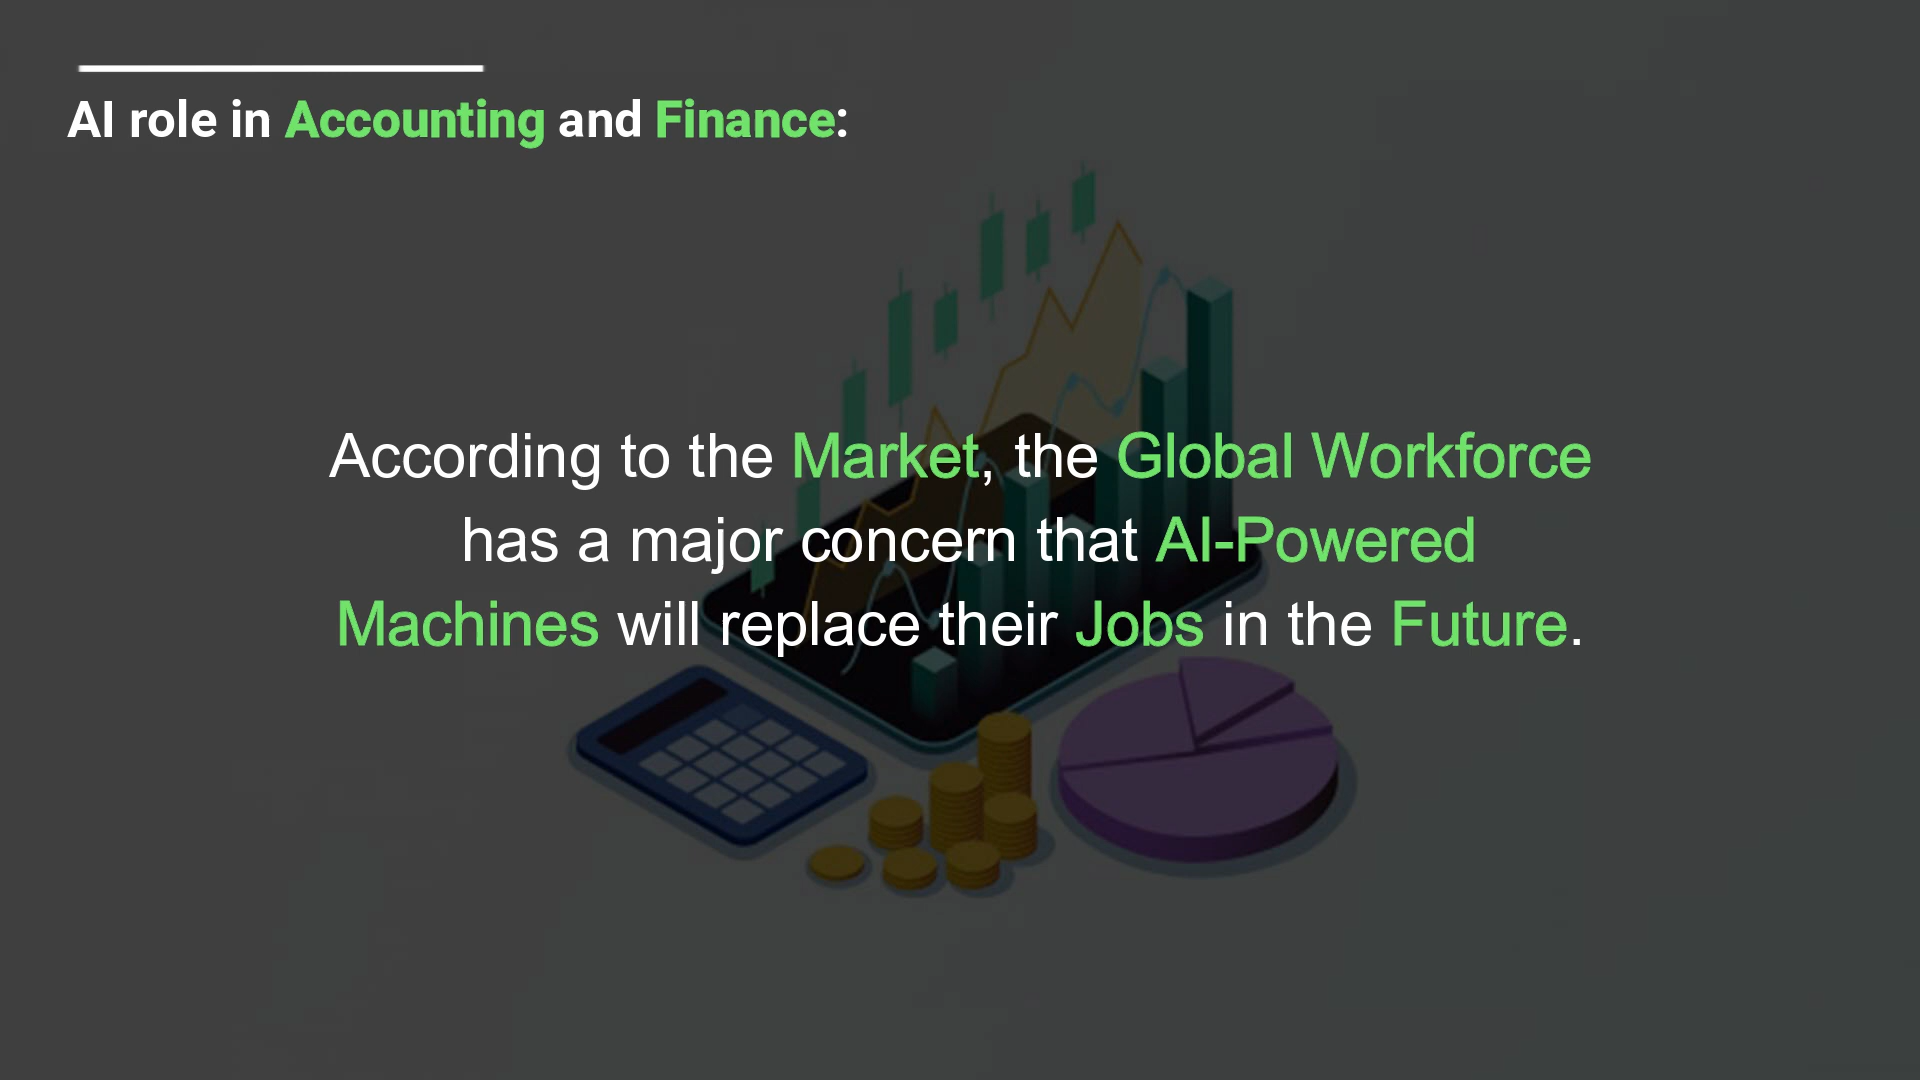 AI role in Accounting and Finance:
According to the Market, the Global Workforce
has a major concern that AI-Powered
Machines will replace their Jobs in the Future.